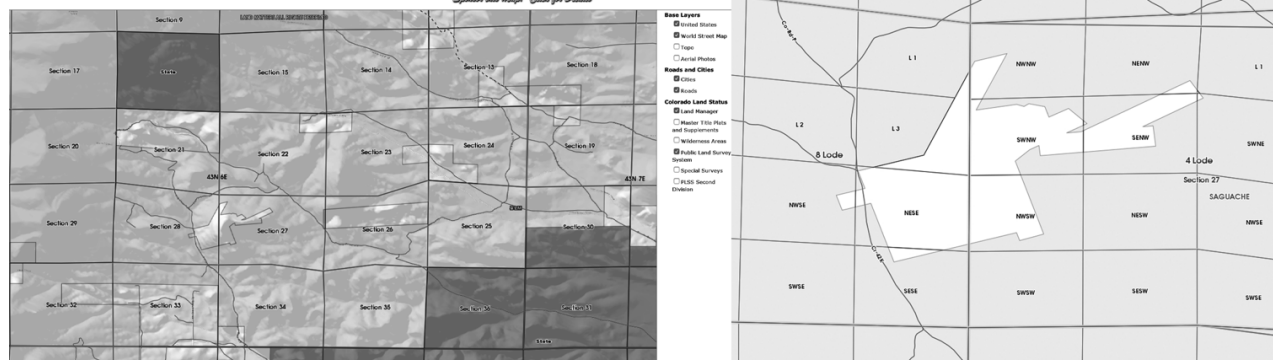 Section 9
Section 17
State
Section 15
Section 14
Section 13
Section 18
Section 20
Section 21
Section 22
Section 23
Section 24
Section 19
43N 6E
43N 7E
Section 29
Section 28
Section 27
Section 26
Section 25
Section 30
Section 32
Section 33
Section 34
Section 35
Section 36
Section 31
State
Base Layers
United States
World Street Map
Topo
Aerial Photos
Roads and Cities
Cities
Roads
Colorado Land Status
Land Manager
Master Title Plats
and Supplements
Wilderness Areas
Public Land Survey
System
Special Surveys
PLSS Second
Division
L 1
NWNW
NENW
L 1
L 2
L 3
SWNW
SENW
SWNE
8 Lode
4 Lode
Section 27
SAGUACHE
NWSE
NESE
NWSW
NESW
NWSE
SWSE
SESE
SWSW
SESW
SWSE